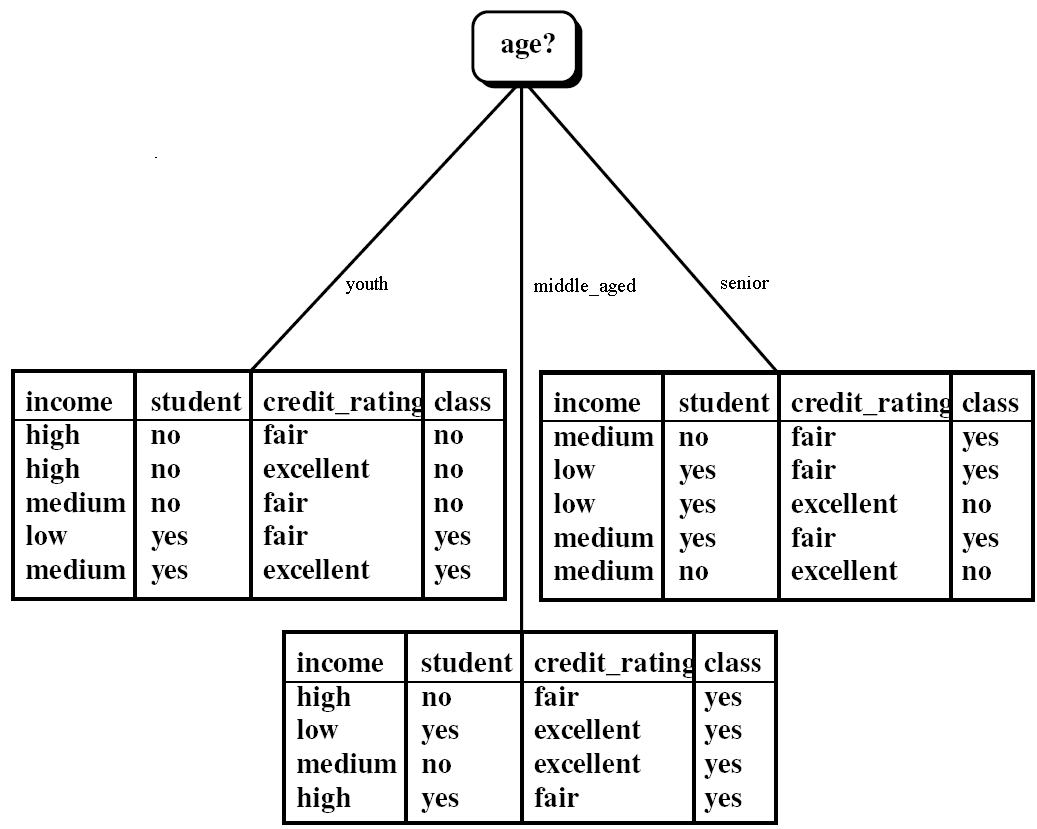 age?
youth
middle_aged
senior
income student credit_rating class
high no fair no
high no excellent no
medium no fair no
low yes fair yes
medium yes excellent yes
income student credit_rating class
medium no fair yes
low yes fair yes
low yes excellent no
medium yes fair yes
medium no excellent no
income student credit_rating class
high no fair yes
low yes excellent yes
medium no excellent yes
high yes fair yes